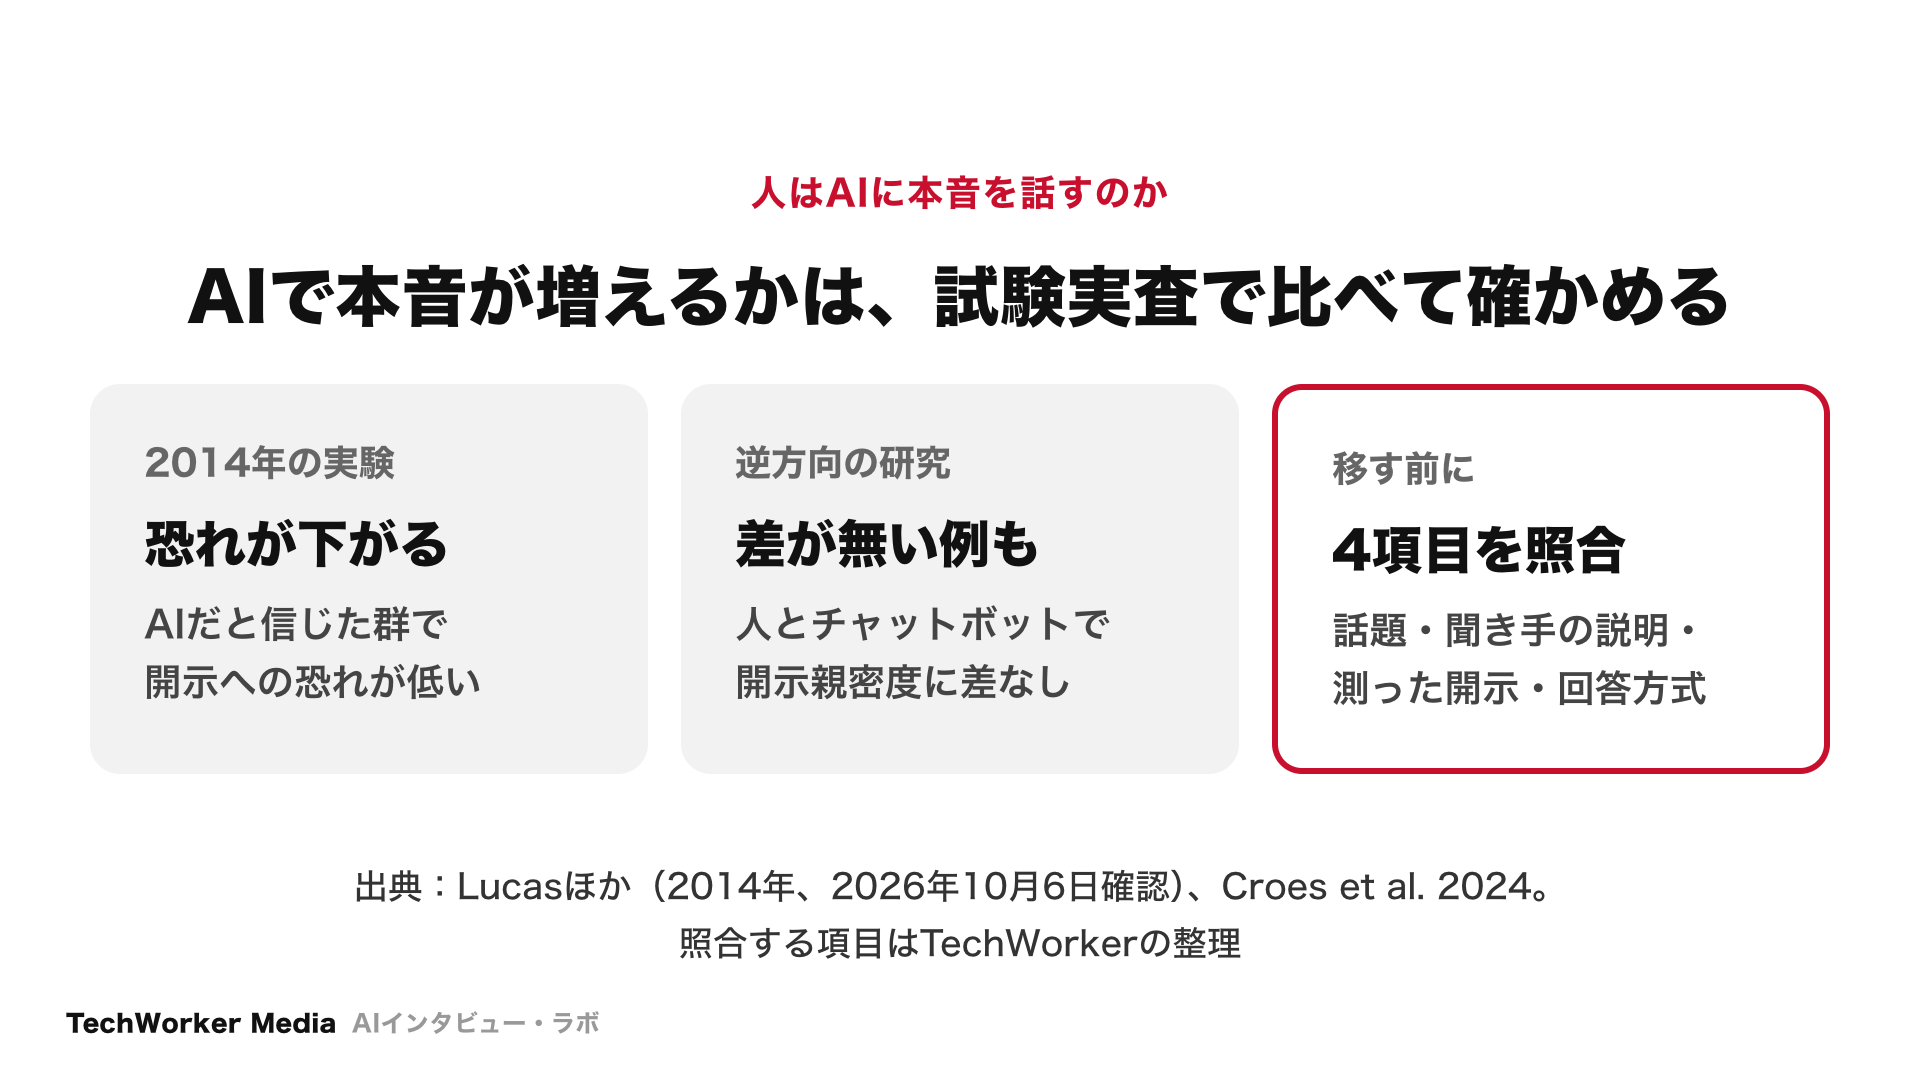 人はAIに本音を話すのか
AIで本音が増えるかは、試験実査で比べて確かめる
2014年の実験
恐れが下がる
AIだと信じた群で
開示への恐れが低い
逆方向の研究
差が無い例も
人とチャットボットで
開示親密度に差なし
移す前に
4項目を照合
話題・聞き手の説明・
測った開示・回答方式
出典：Lucasほか（2014年、2026年10月6日確認）、Croes et al. 2024。
照合する項目はTechWorkerの整理
TechWorker Media AIインタビュー・ラボ